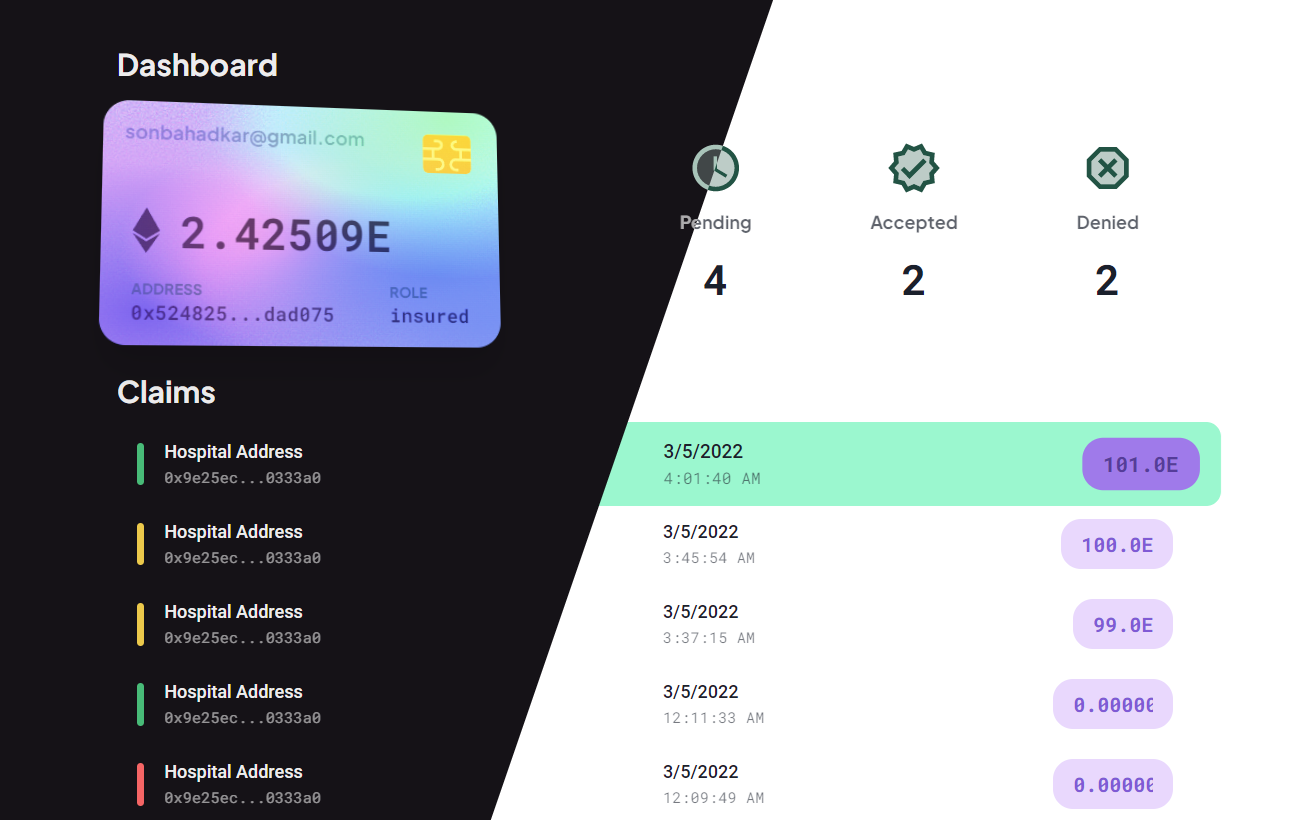 Dashboard
sonbahadkar@gmail.com
2.42509E
ADDRESS
0x524825...dad075
ROLE
insured
Pending
4
Accepted
2
Denied
2
Claims
Hospital Address
0x9e25ec...0333a0
3/5/2022
4:01:40 AM
101.0E
Hospital Address
0x9e25ec...0333a0
3/5/2022
3:45:54 AM
100.0E
Hospital Address
0x9e25ec...0333a0
3/5/2022
3:37:15 AM
99.0E
Hospital Address
0x9e25ec...0333a0
3/5/2022
12:11:33 AM
0.00000
Hospital Address
0x9e25ec...0333a0
3/5/2022
12:09:49 AM
0.00000